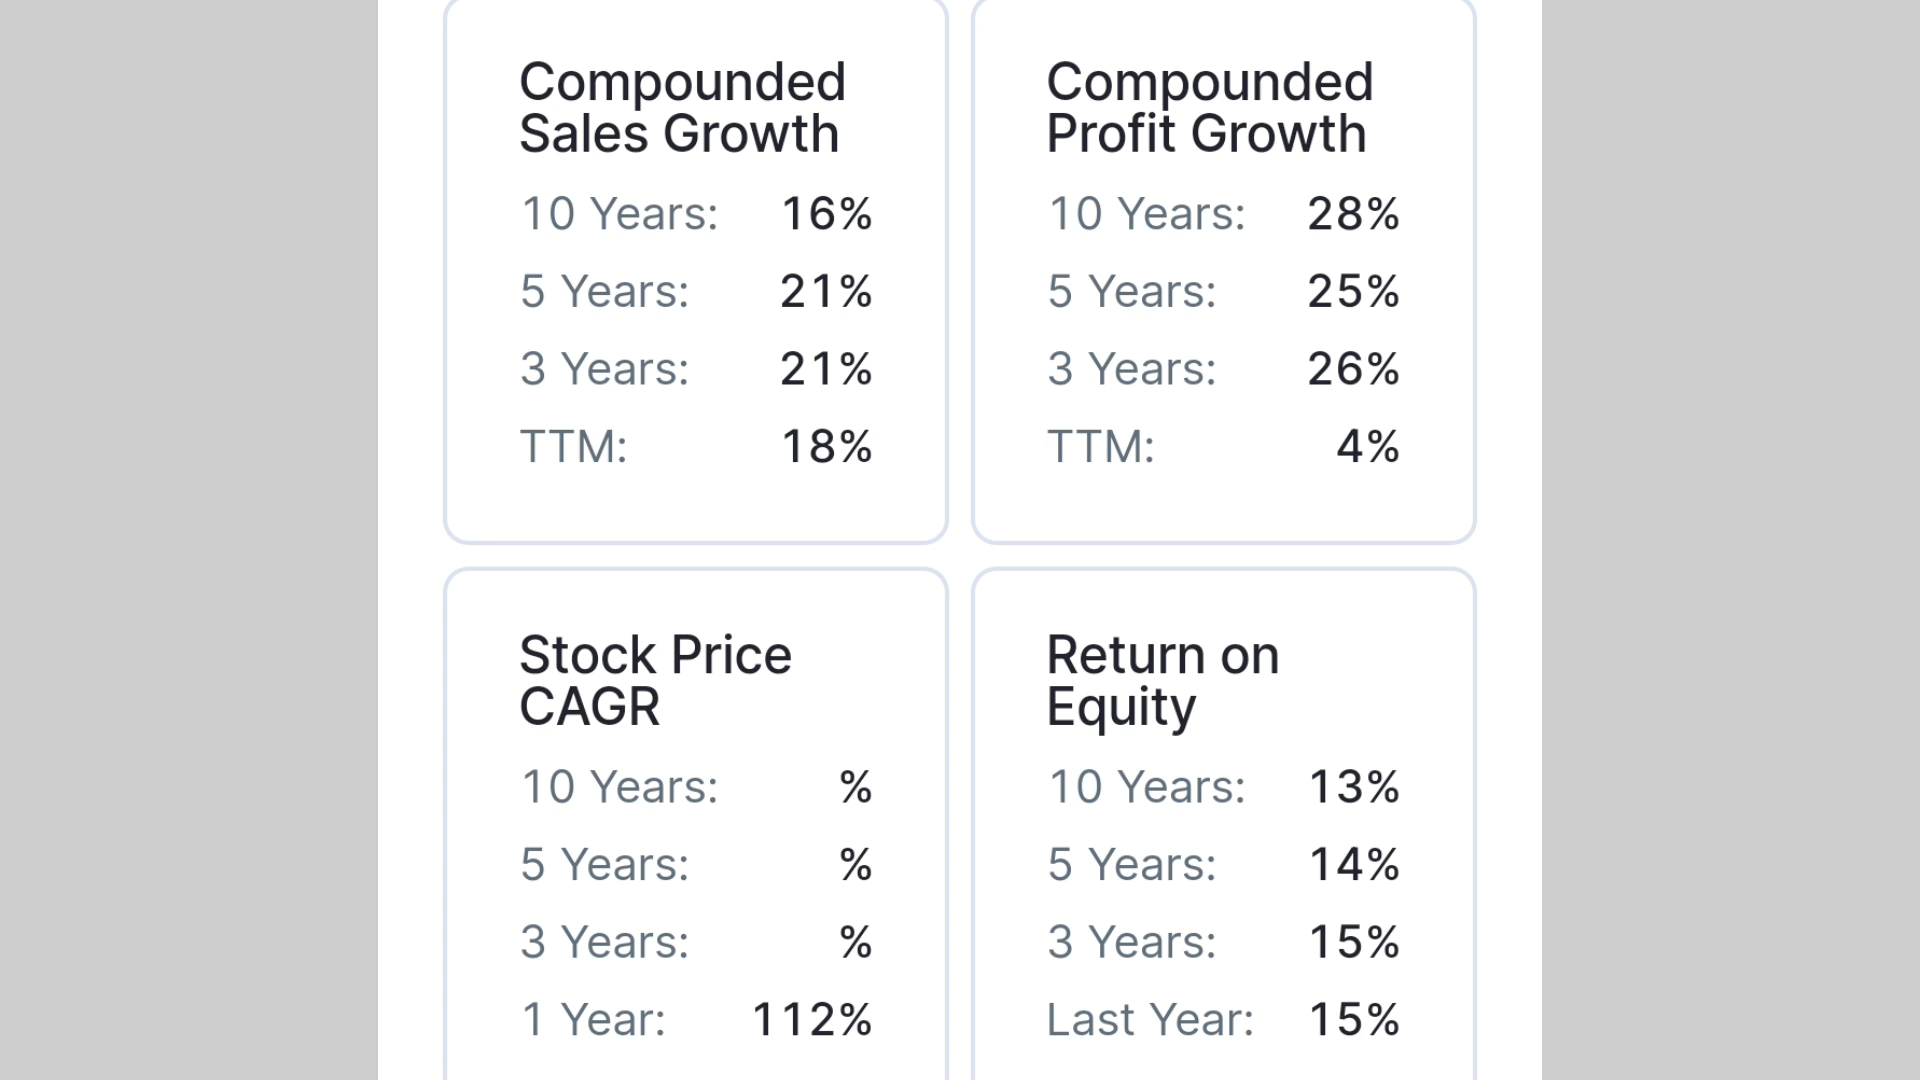 Compounded
Sales Growth
10 Years: 16%
5 Years: 21%
3 Years: 21%
TTM: 18%
Compounded
Profit Growth
10 Years: 28%
5 Years: 25%
3 Years: 26%
TTM: 4%
Stock Price
CAGR
10 Years: %
5 Years: %
3 Years: %
1 Year: 112%
Return on
Equity
10 Years: 13%
5 Years: 14%
3 Years: 15%
Last Year: 15%